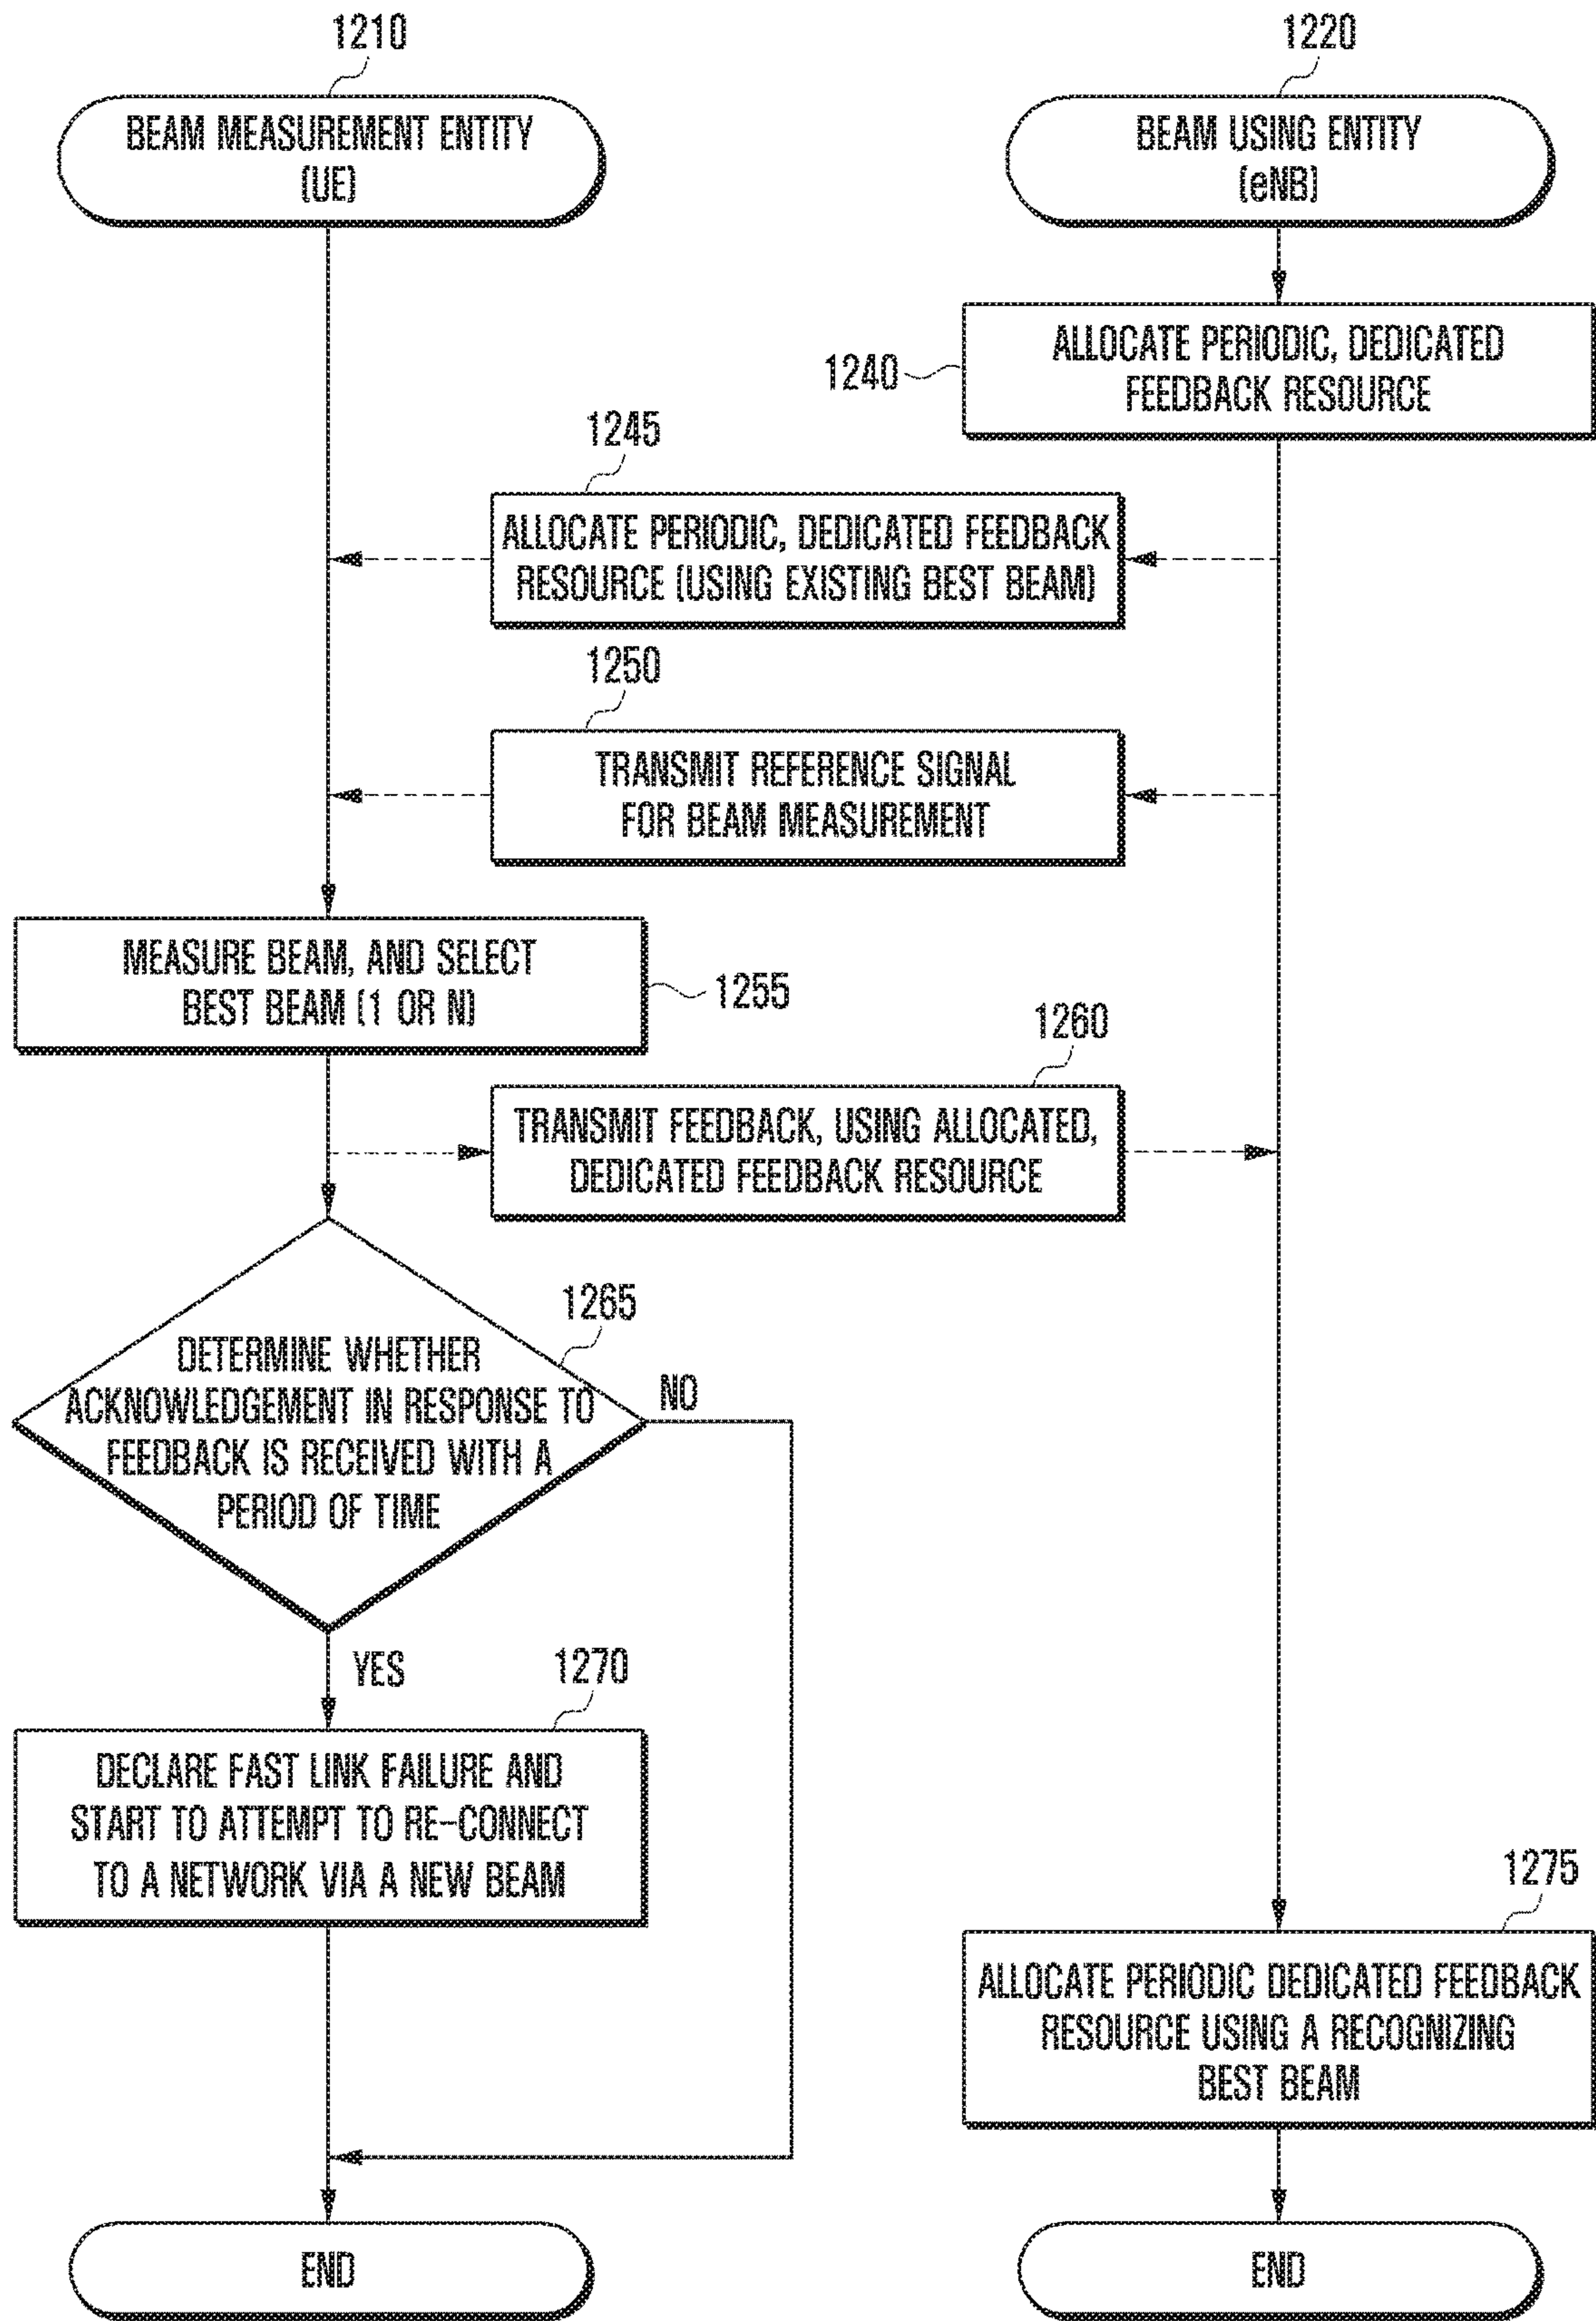 1210
BEAM MEASUREMENT ENTITY
(UE)
1220
BEAM USING ENTITY
(eNB)
1240
ALLOCATE PERIODIC, DEDICATED
FEEDBACK RESOURCE
1245
ALLOCATE PERIODIC, DEDICATED FEEDBACK
RESOURCE (USING EXISTING BEST BEAM)
1250
TRANSMIT REFERENCE SIGNAL
FOR BEAM MEASUREMENT
MEASURE BEAM, AND SELECT
BEST BEAM (1 OR N)
1255
1260
TRANSMIT FEEDBACK, USING ALLOCATED,
DEDICATED FEEDBACK RESOURCE
1265
DETERMINE WHETHER
ACKNOWLEDGEMENT IN RESPONSE TO
FEEDBACK IS RECEIVED WITH A
PERIOD OF TIME
NO
YES
1270
DECLARE FAST LINK FAILURE AND
START TO ATTEMPT TO RE-CONNECT
TO A NETWORK VIA A NEW BEAM
1275
ALLOCATE PERIODIC DEDICATED FEEDBACK
RESOURCE USING A RECOGNIZING
BEST BEAM
END
END